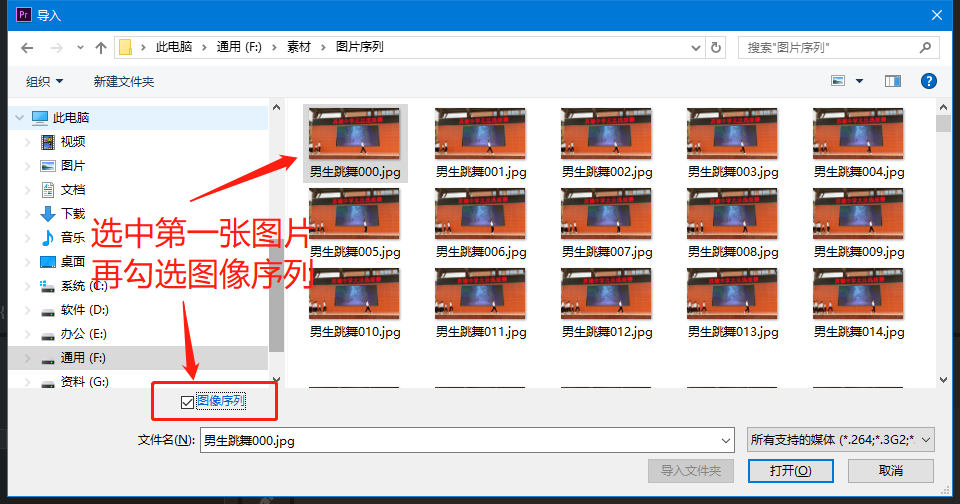 Pr 导入
此电脑 通用 (F:) 素材 图片序列
搜索"图片序列"
组织 新建文件夹
此电脑
视频
图片
文档
下载
音乐
桌面
系统 (C:)
软件 (D:)
办公 (E:)
通用 (F:)
资料 (G:)
男生跳舞000.jpg 男生跳舞001.jpg 男生跳舞002.jpg 男生跳舞003.jpg 男生跳舞004.jpg
男生跳舞005.jpg 男生跳舞006.jpg 男生跳舞007.jpg 男生跳舞008.jpg 男生跳舞009.jpg
男生跳舞010.jpg 男生跳舞011.jpg 男生跳舞012.jpg 男生跳舞013.jpg 男生跳舞014.jpg
选中第一张图片
再勾选图像序列
图像序列
文件名(N): 男生跳舞000.jpg 所有支持的媒体 (*.264;*.3G2;*
导入文件夹 打开(O) 取消